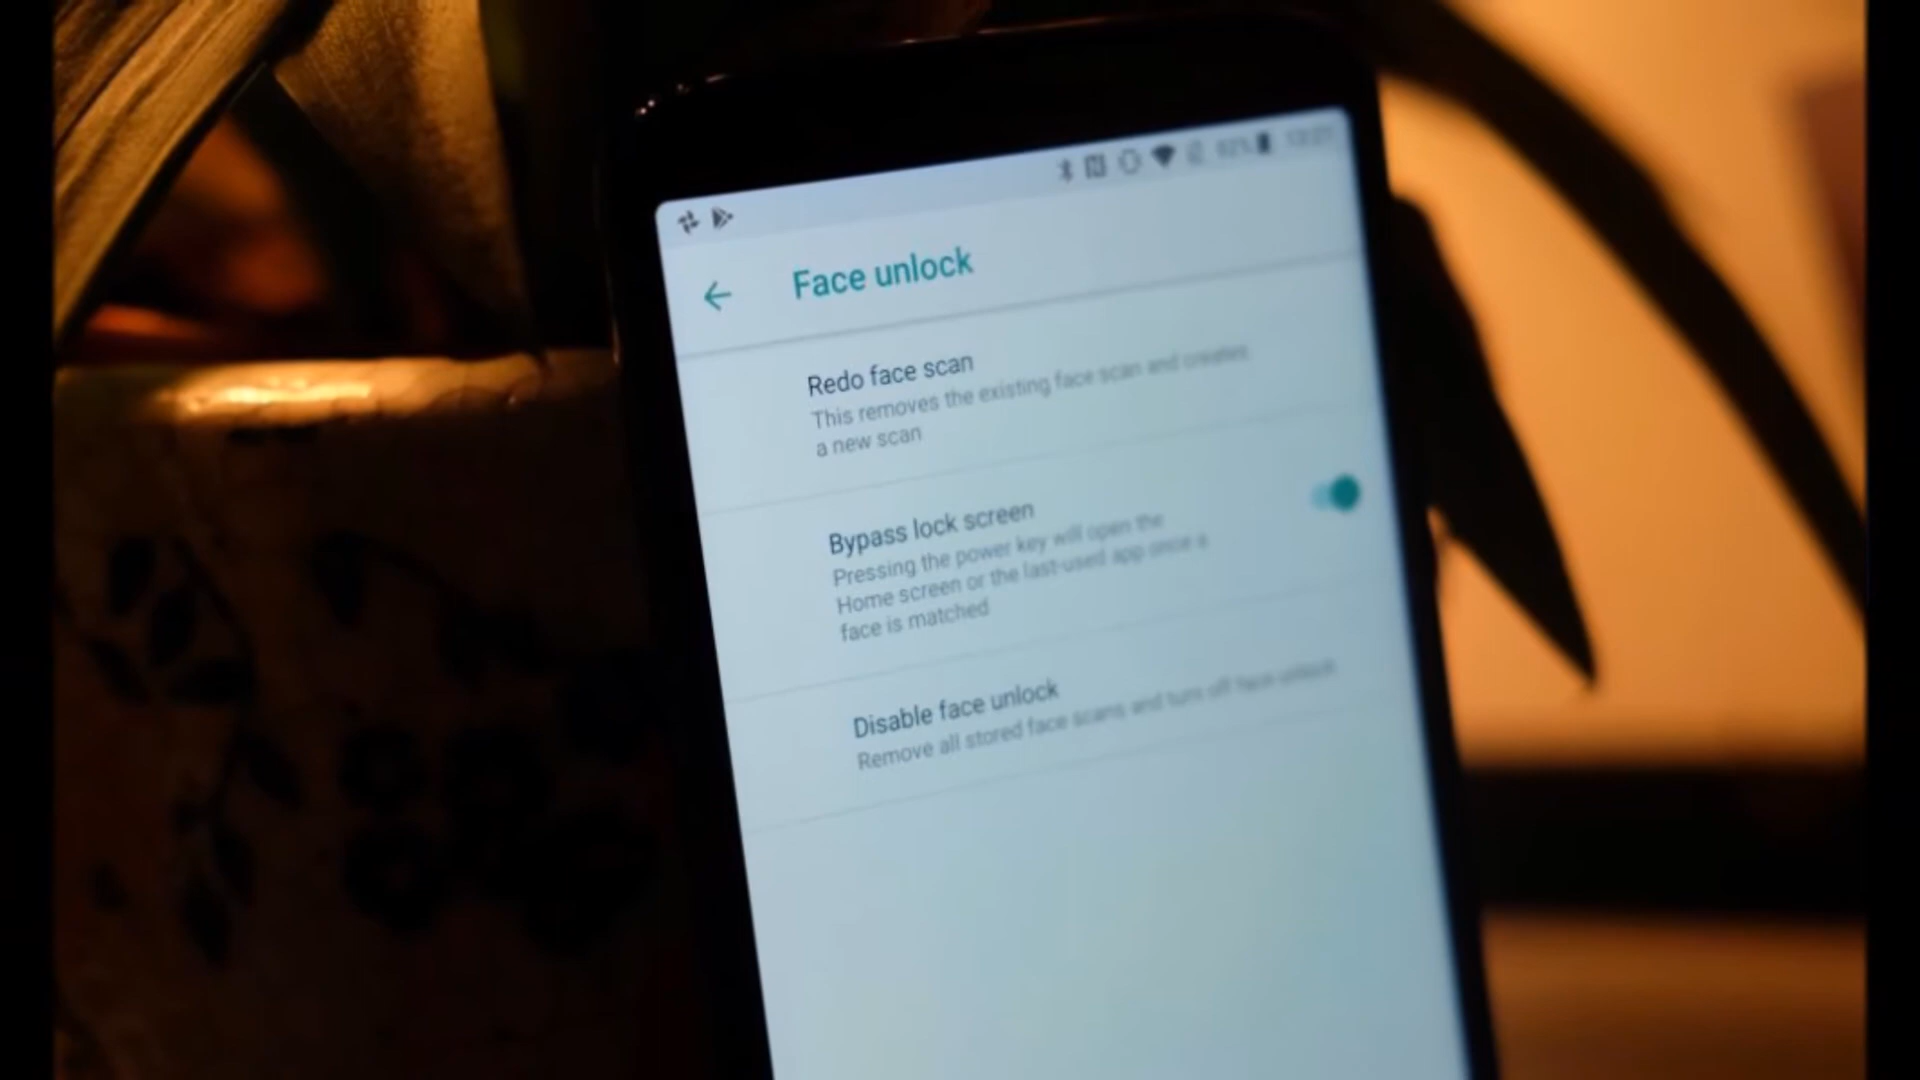 Face unlock
Redo face scan
This removes the existing face scan and creates
a new scan
Bypass lock screen
Pressing the power key will open the
Home screen or the last-used app once a
face is matched
Disable face unlock
Remove all stored face scans and turn off face unlock